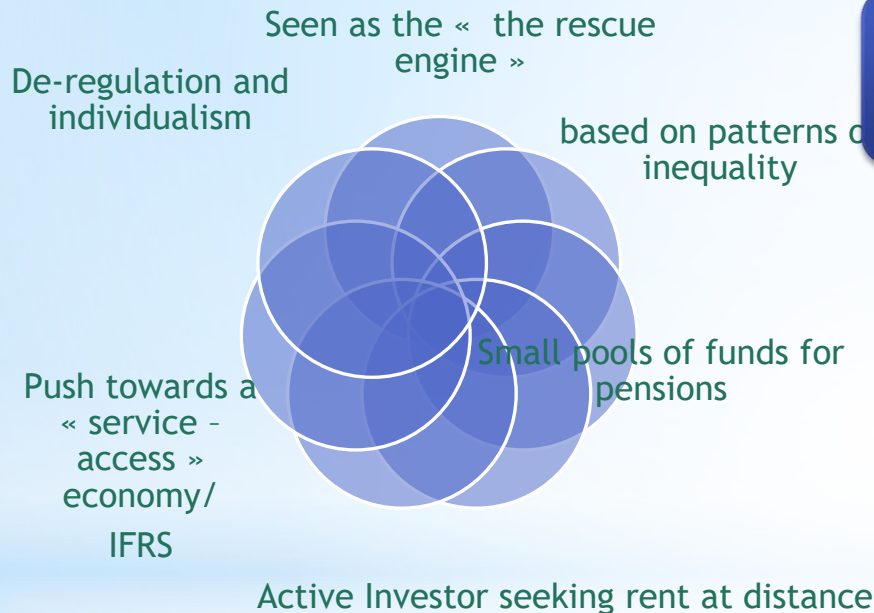 Seen as the «  the rescue
engine »
De-regulation and
individualism
based on patterns o
inequality
Small pools of funds for
pensions
Push towards a
« service –
access »
economy/
IFRS
Active Investor seeking rent at distance